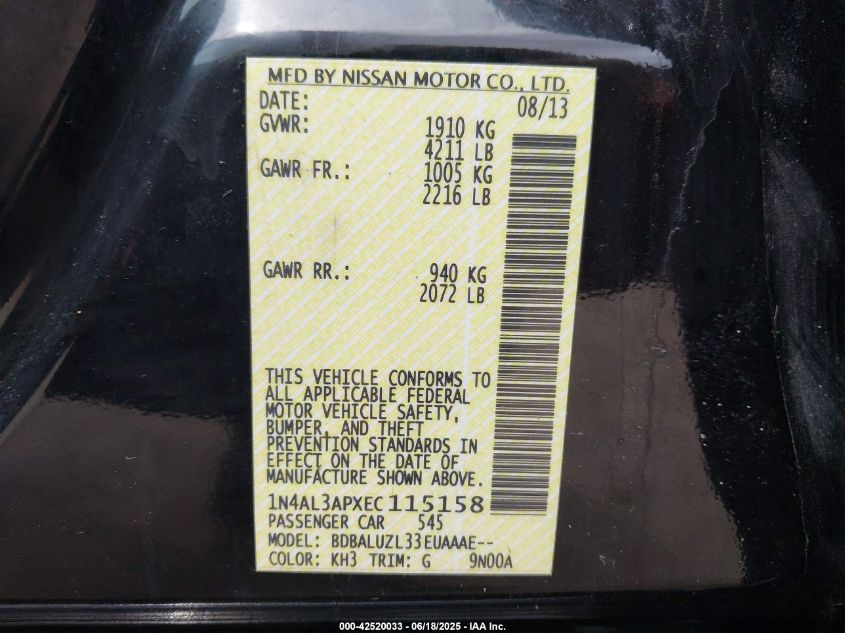 MFD BY NISSAN MOTOR CO., LTD.
DATE: 08/13
GVWR: 1910 KG
4211 LB
GAWR FR.: 1005 KG
2216 LB
GAWR RR.: 940 KG
2072 LB
THIS VEHICLE CONFORMS TO
ALL APPLICABLE FEDERAL
MOTOR VEHICLE SAFETY,
BUMPER, AND THEFT
PREVENTION STANDARDS IN
EFFECT ON THE DATE OF
MANUFACTURE SHOWN ABOVE.
1N4AL3APXEC115158
PASSENGER CAR 545
MODEL: BDBALUZL33EUAAAE--
COLOR: KH3 TRIM: G 9N00A
000-42520033 - 06/18/2025 - IAA Inc.